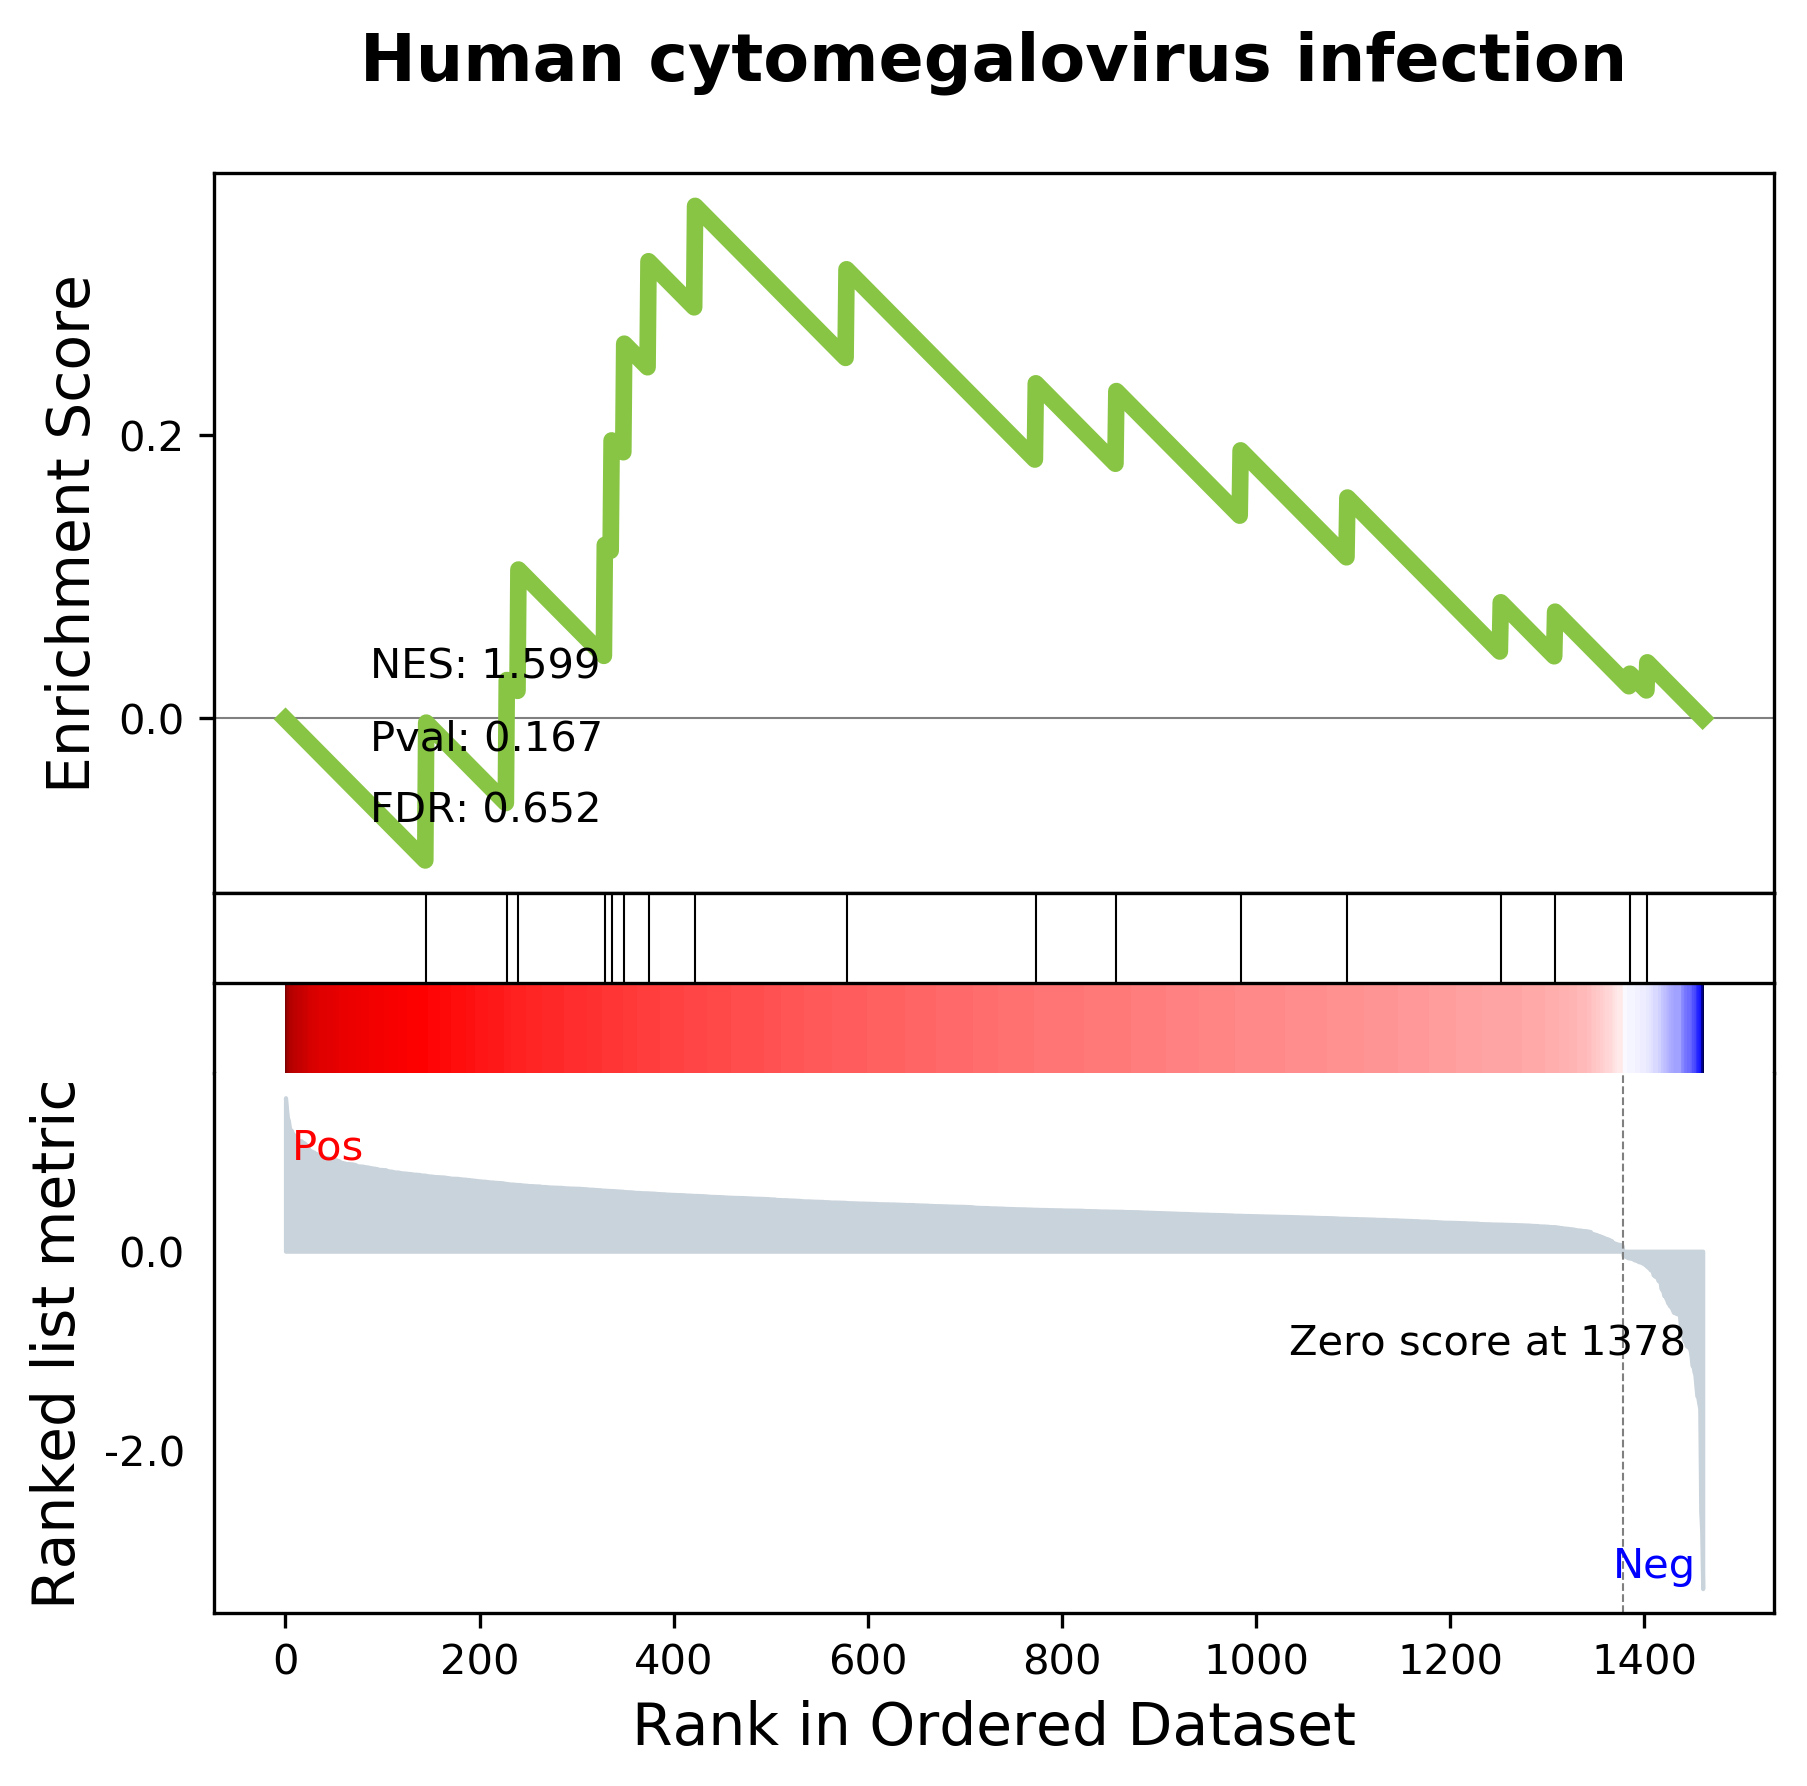 Human cytomegalovirus infection
Enrichment Score
0.2
0.0
NES: 1.599
Pval: 0.167
FDR: 0.652
Ranked list metric
Pos
0.0
Zero score at 1378
-2.0
Neg
0 200 400 600 800 1000 1200 1400
Rank in Ordered Dataset